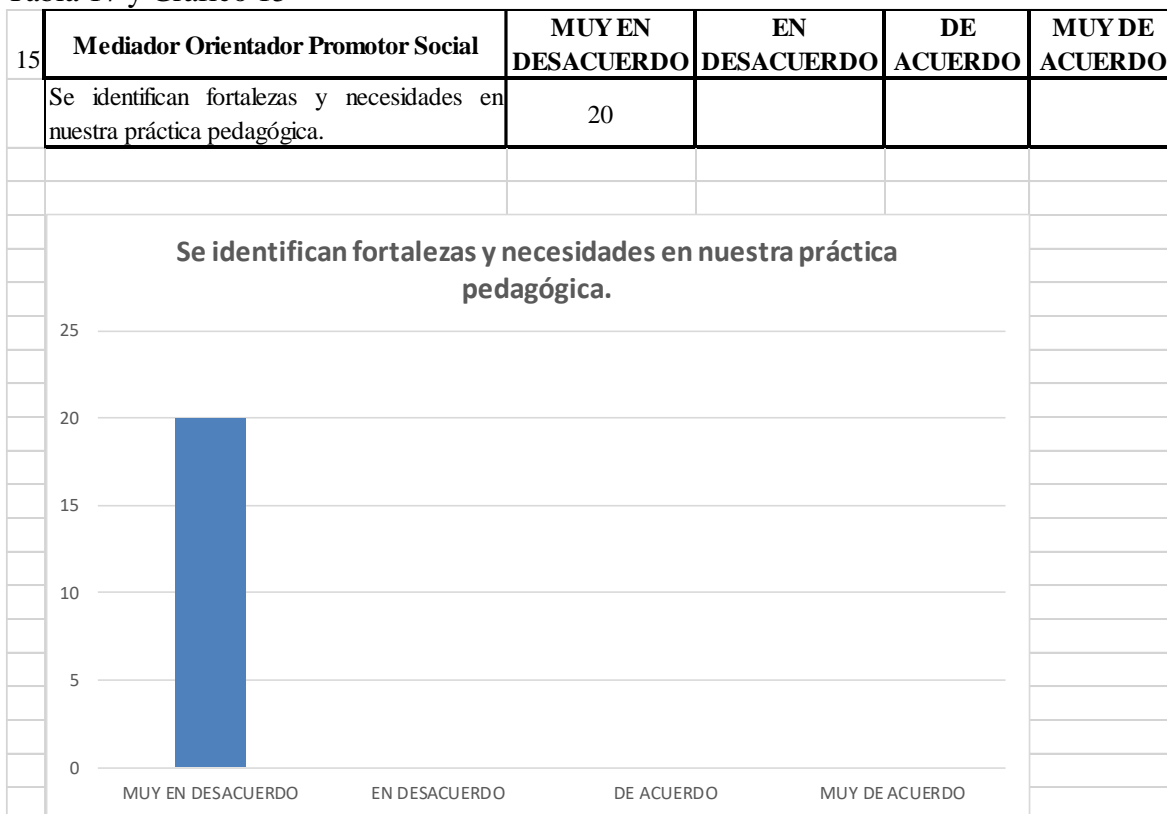 15
Mediador Orientador Promotor Social
MUY EN DESACUERDO
EN DESACUERDO
DE ACUERDO
MUY DE ACUERDO
Se identifican fortalezas y necesidades en
nuestra práctica pedagógica.
20
Se identifican fortalezas y necesidades en nuestra práctica
pedagógica.
25
20
15
10
5
0
MUY EN DESACUERDO
EN DESACUERDO
DE ACUERDO
MUY DE ACUERDO